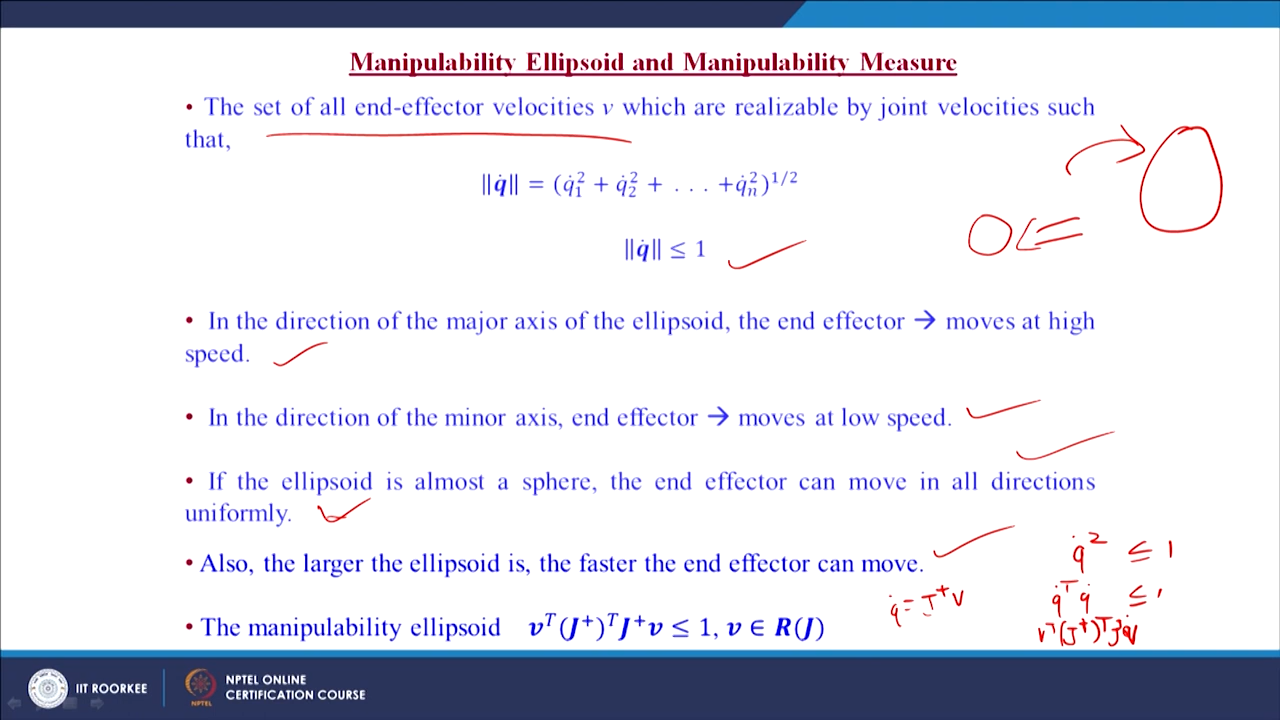 Manipulability Ellipsoid and Manipulability Measure
• The set of all end-effector velocities v which are realizable by joint velocities such
that,
‖q̇‖ = (q̇₁² + q̇₂² + . . . +q̇ₙ²)^{1/2}
‖q̇‖ ≤ 1
• In the direction of the major axis of the ellipsoid, the end effector → moves at high
speed.
• In the direction of the minor axis, end effector → moves at low speed.
• If the ellipsoid is almost a sphere, the end effector can move in all directions
uniformly.
• Also, the larger the ellipsoid is, the faster the end effector can move.
q̇² ≤ 1
q̇ = J⁺v
q̇ᵀ q̇ ≤ 1
• The manipulability ellipsoid vᵀ(J⁺)ᵀJ⁺v ≤ 1, v ∈ R(J)
vᵀ(J⁺)ᵀ
IIT ROORKEE
NPTEL ONLINE
CERTIFICATION COURSE
NPTEL